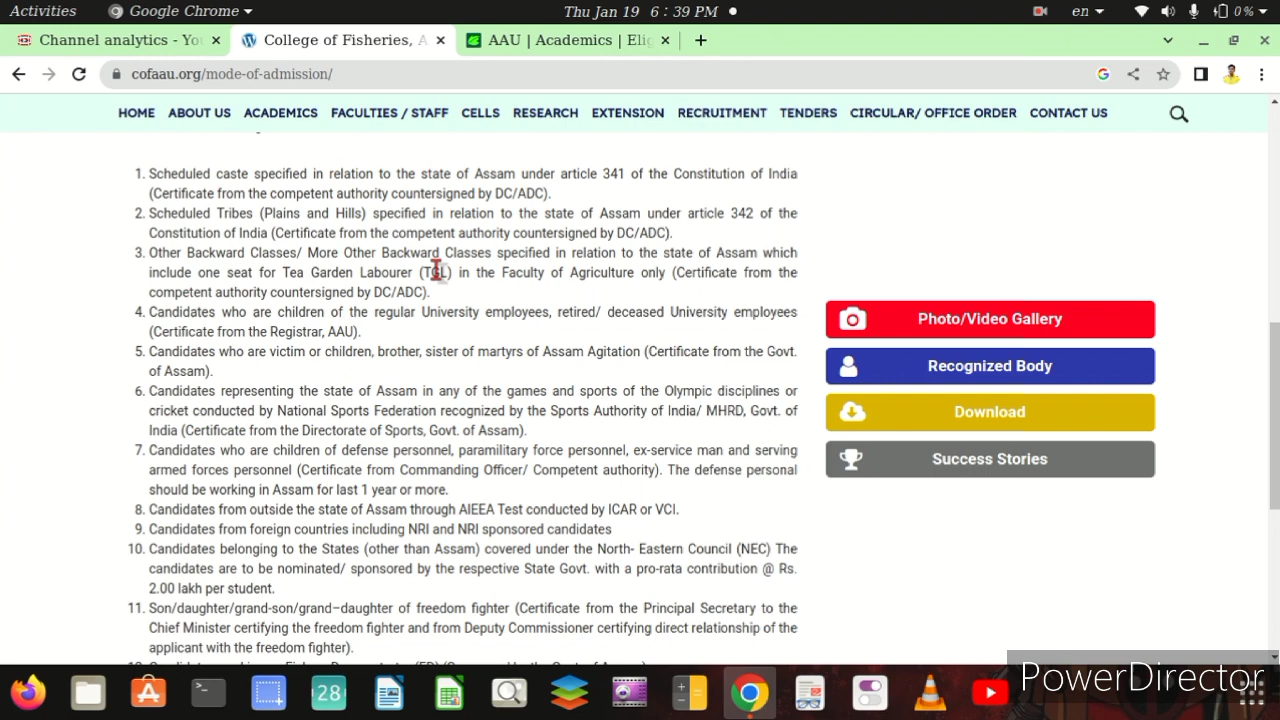 Activities Google Chrome Thu Jan 19 6 : 39 PM en 0 %
Channel analytics - You
College of Fisheries, A
AAU | Academics | Elig
cofaau.org/mode-of-admission/
HOME ABOUT US ACADEMICS FACULTIES / STAFF CELLS RESEARCH EXTENSION RECRUITMENT TENDERS CIRCULAR/ OFFICE ORDER CONTACT US
1. Scheduled caste specified in relation to the state of Assam under article 341 of the Constitution of India
(Certificate from the competent authority countersigned by DC/ADC).
2. Scheduled Tribes (Plains and Hills) specified in relation to the state of Assam under article 342 of the
Constitution of India (Certificate from the competent authority countersigned by DC/ADC).
3. Other Backward Classes/ More Other Backward Classes specified in relation to the state of Assam which
include one seat for Tea Garden Labourer (TGL) in the Faculty of Agriculture only (Certificate from the
competent authority countersigned by DC/ADC).
4. Candidates who are children of the regular University employees, retired/ deceased University employees
(Certificate from the Registrar, AAU).
5. Candidates who are victim or children, brother, sister of martyrs of Assam Agitation (Certificate from the Govt.
of Assam).
6. Candidates representing the state of Assam in any of the games and sports of the Olympic disciplines or
cricket conducted by National Sports Federation recognized by the Sports Authority of India/ MHRD, Govt. of
India (Certificate from the Directorate of Sports, Govt. of Assam).
7. Candidates who are children of defense personnel, paramilitary force personnel, ex-service man and serving
armed forces personnel (Certificate from Commanding Officer/ Competent authority). The defense personal
should be working in Assam for last 1 year or more.
8. Candidates from outside the state of Assam through AIEEA Test conducted by ICAR or VCI.
9. Candidates from foreign countries including NRI and NRI sponsored candidates
10. Candidates belonging to the States (other than Assam) covered under the North- Eastern Council (NEC) The
candidates are to be nominated/ sponsored by the respective State Govt. with a pro-rata contribution @ Rs.
2.00 lakh per student.
11. Son/daughter/grand-son/grand–daughter of freedom fighter (Certificate from the Principal Secretary to the
Chief Minister certifying the freedom fighter and from Deputy Commissioner certifying direct relationship of the
applicant with the freedom fighter).
Photo/Video Gallery
Recognized Body
Download
Success Stories
28
PowerDirector